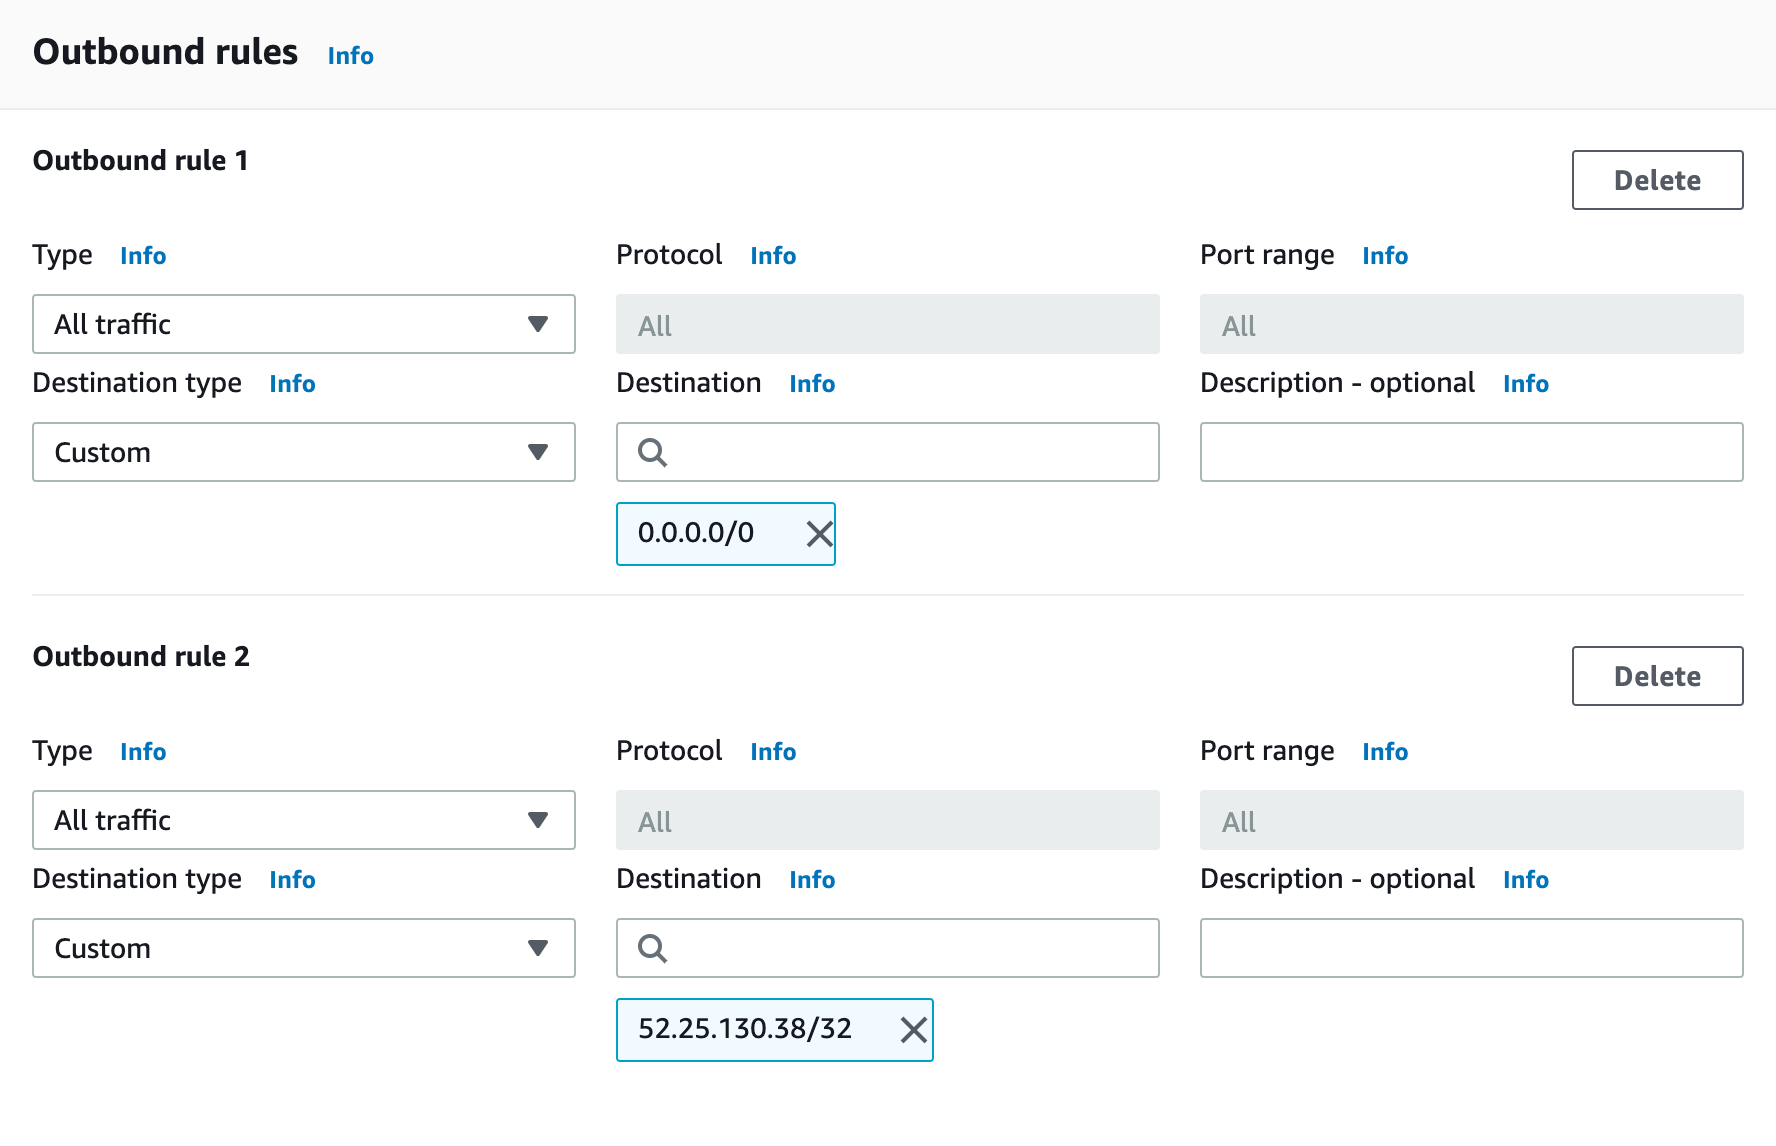 Outbound rules Info
Outbound rule 1
Delete
Type Info
Protocol Info
Port range Info
All traffic
All
All
Destination type Info
Destination Info
Description - optional Info
Custom
0.0.0.0/0
Outbound rule 2
Delete
Type Info
Protocol Info
Port range Info
All traffic
All
All
Destination type Info
Destination Info
Description - optional Info
Custom
52.25.130.38/32